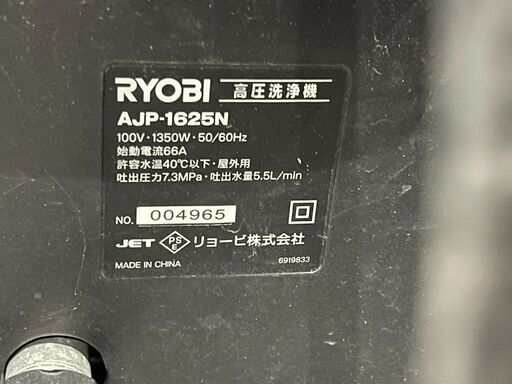 RYOBI 高圧洗浄機
AJP-1625N
100V・1350W・50/60Hz
始動電流66A
許容水温40℃以下・屋外用
吐出圧力7.3MPa・吐出水量5.5L/min
NO. 004965
JET PSE リョービ株式会社
MADE IN CHINA 6919833